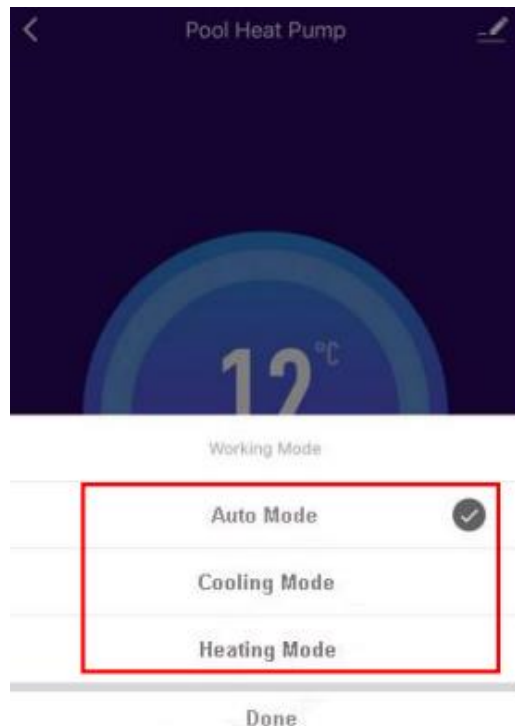 Pool Heat Pump
12 °C
Working Mode
Auto Mode
Cooling Mode
Heating Mode
Done